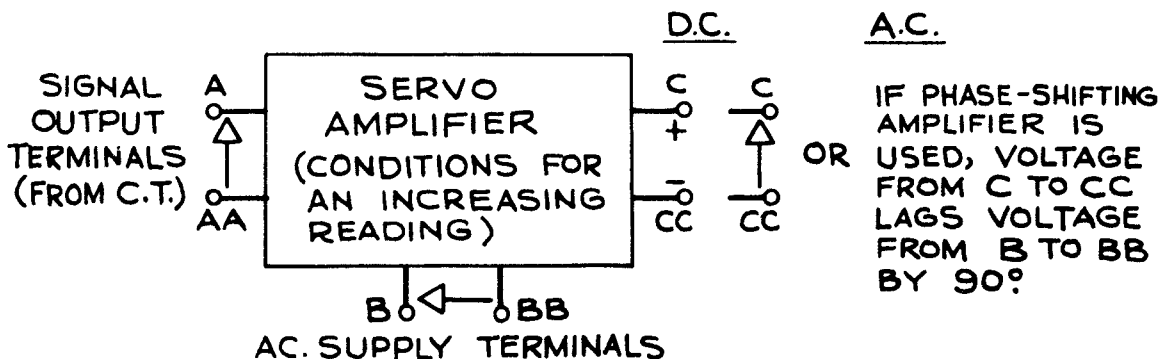 D.C.
A.C.
SIGNAL
OUTPUT
TERMINALS
(FROM C.T.)
A
AA
SERVO
AMPLIFIER
(CONDITIONS FOR
AN INCREASING
READING)
C
+
-
CC
C
CC
OR
IF PHASE-SHIFTING
AMPLIFIER IS
USED, VOLTAGE
FROM C TO CC
LAGS VOLTAGE
FROM B TO BB
BY 90°.
B
BB
AC. SUPPLY TERMINALS